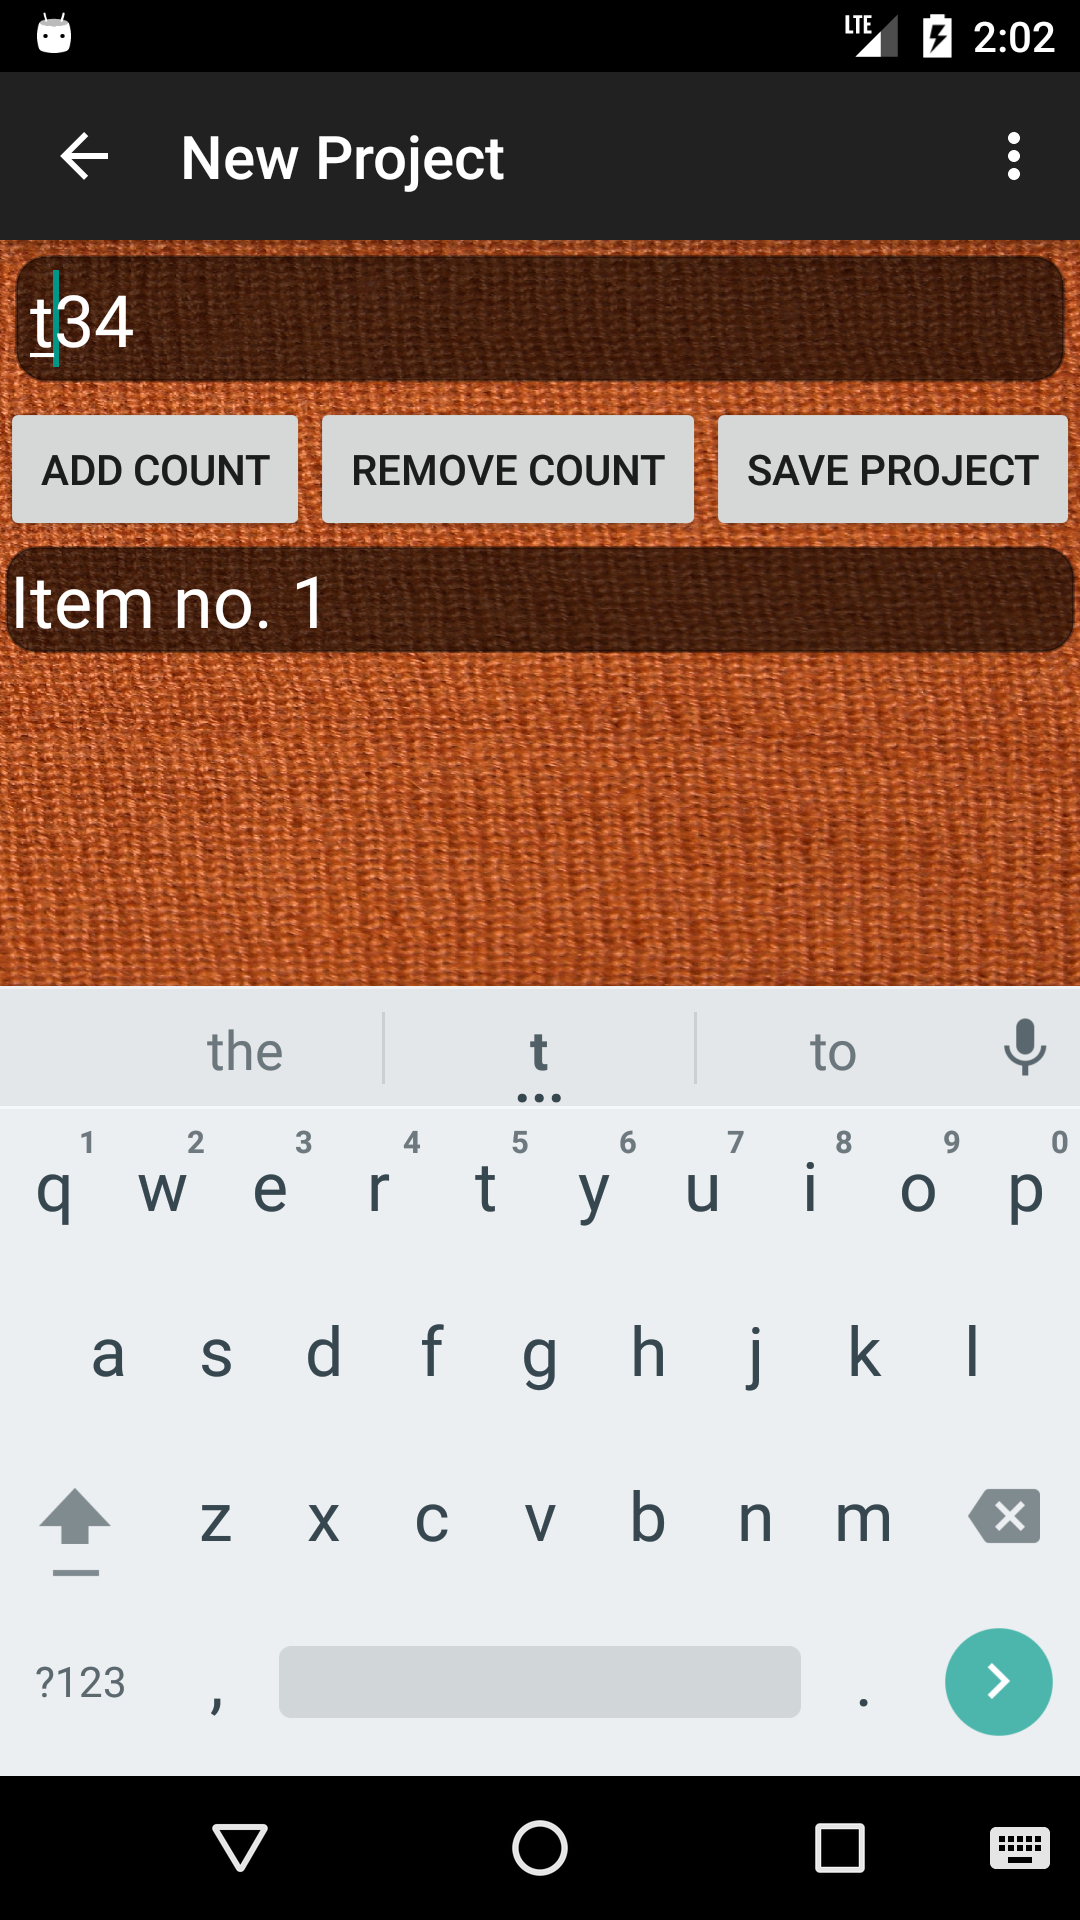 LTE 2:02
New Project
t34
ADD COUNT REMOVE COUNT SAVE PROJECT
Item no. 1
the t to
1 2 3 4 5 6 7 8 9 0
q w e r t y u i o p
a s d f g h j k l
z x c v b n m
?123 , .